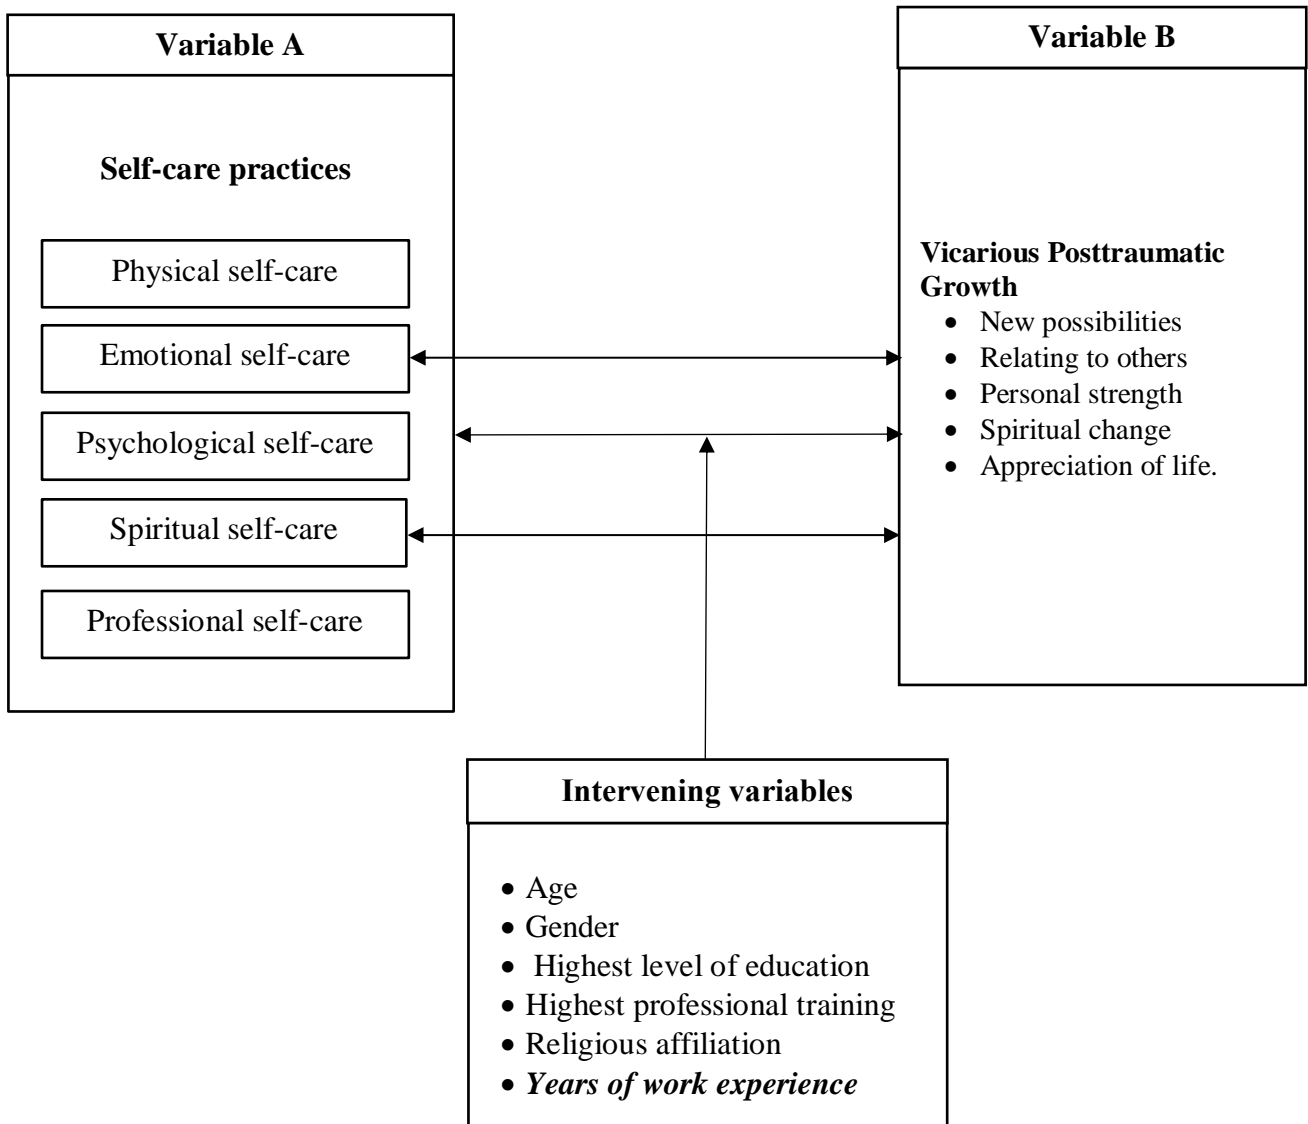 Variable A
Self-care practices
Physical self-care
Emotional self-care
Psychological self-care
Spiritual self-care
Professional self-care
Variable B
Vicarious Posttraumatic
Growth
• New possibilities
• Relating to others
• Personal strength
• Spiritual change
• Appreciation of life.
Intervening variables
• Age
• Gender
• Highest level of education
• Highest professional training
• Religious affiliation
• Years of work experience